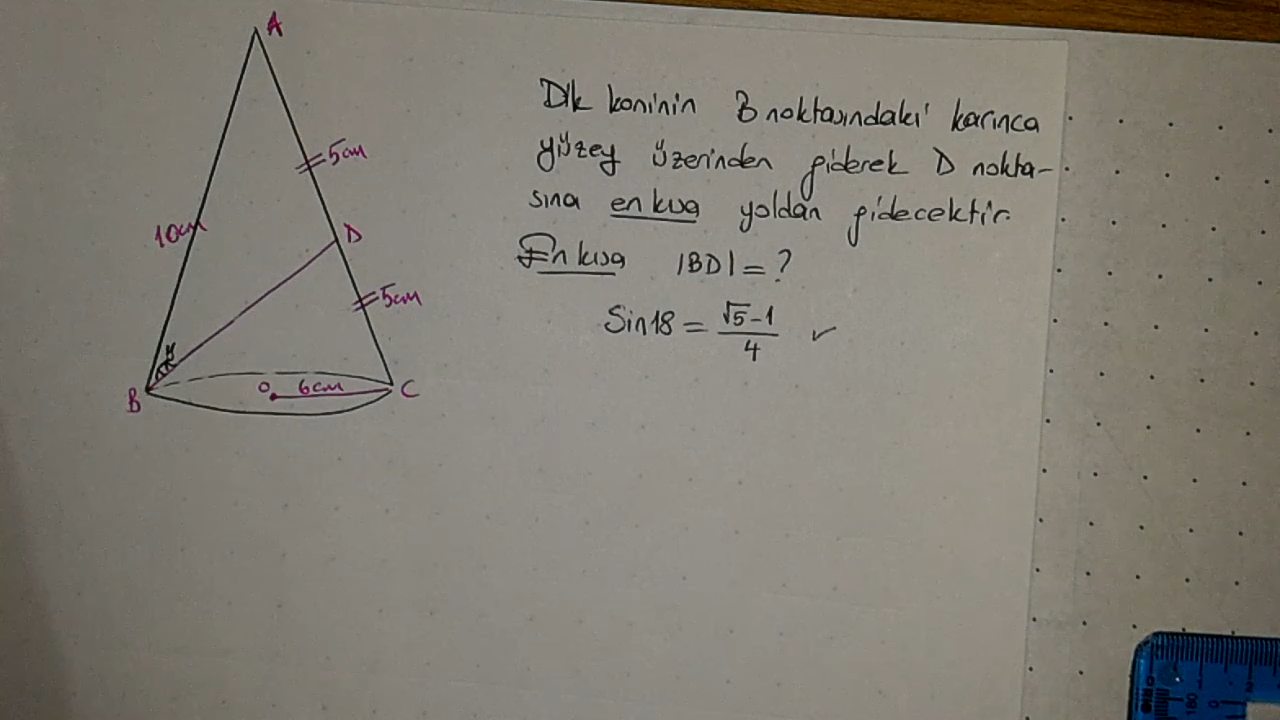 A
5cm
10cm
D
5cm
B
O
6cm
C
Dik koninin B noktasındaki karınca
yüzey üzerinden giderek D nokta-
sına en kısa yoldan gidecektir.
En kısa |BD| = ?
Sin18 = √5-1
4